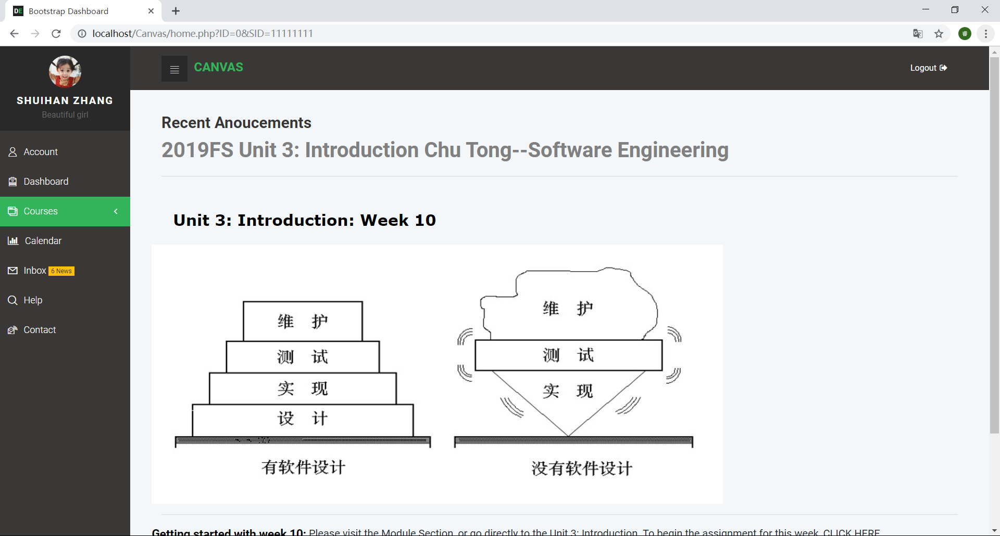 DE Bootstrap Dashboard
localhost/Canvas/home.php?ID=0&SID=11111111
睿
CANVAS
Logout
SHUIHAN ZHANG
Beautiful girl
Account
Dashboard
Courses
Calendar
Inbox 6 News
Help
Contact
Recent Anoucements
2019FS Unit 3: Introduction Chu Tong--Software Engineering
Unit 3: Introduction: Week 10
维 护
测 试
实 现
设 计
有软件设计
维 护
测 试
实 现
没有软件设计
Getting started with week 10: Please visit the Module Section, or go directly to the Unit 3: Introduction. To begin the assignment for this week, CLICK HERE